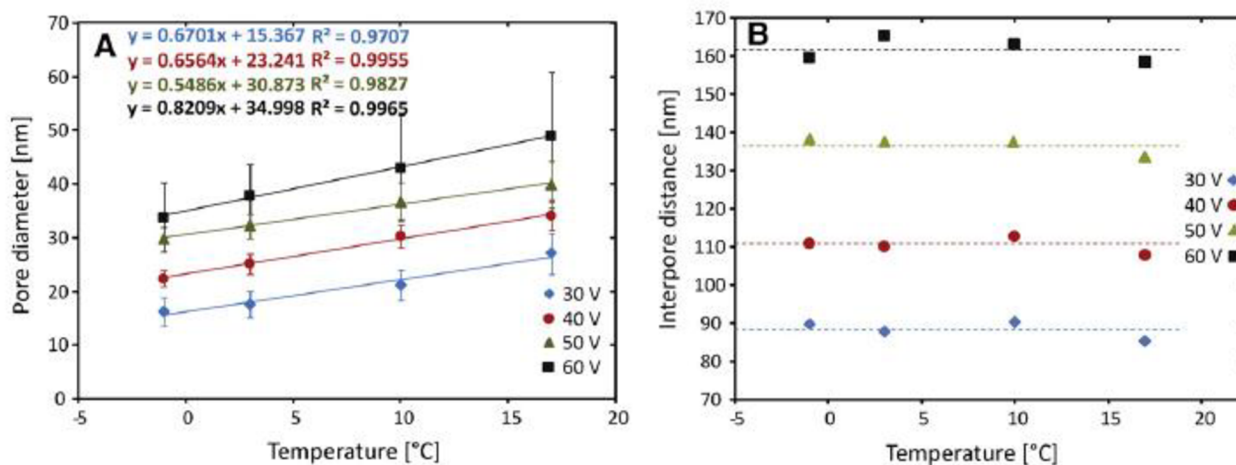 A
y = 0.6701x + 15.367 R² = 0.9707
y = 0.6564x + 23.241 R² = 0.9955
y = 0.5486x + 30.873 R² = 0.9827
y = 0.8209x + 34.998 R² = 0.9965
Pore diameter [nm]
70
60
50
40
30
20
10
0
30 V
40 V
50 V
60 V
-5
0
5
10
15
20
Temperature [°C]
B
Interpore distance [nm]
170
160
150
140
130
120
110
100
90
80
70
30 V
40 V
50 V
60 V
-5
0
5
10
15
20
Temperature [°C]